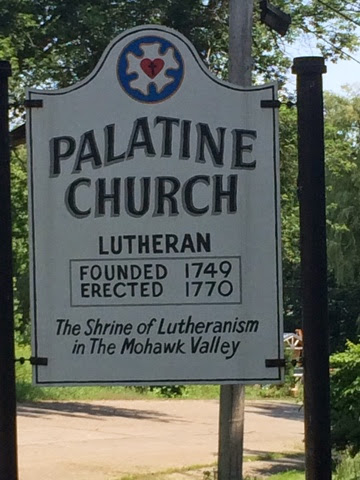 PALATINE
CHURCH
LUTHERAN
FOUNDED 1749
ERECTED 1770
The Shrine of Lutheranism
in The Mohawk Valley